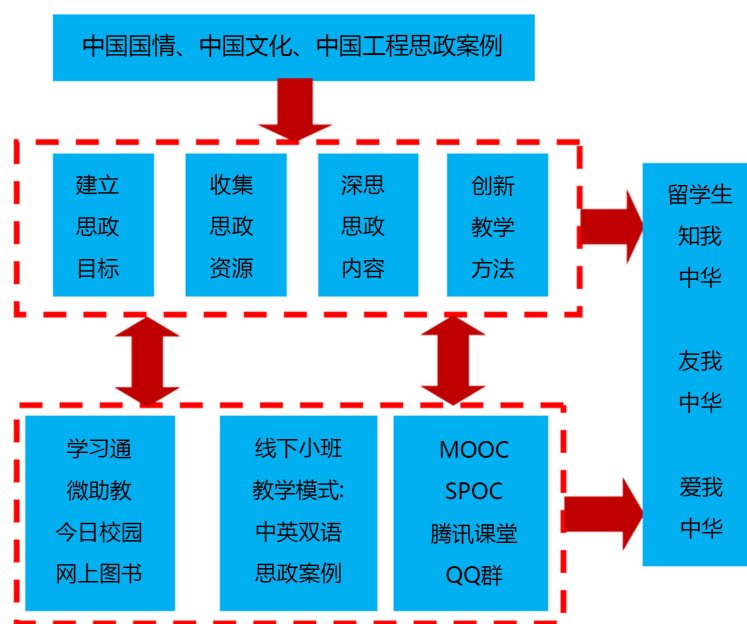 中国国情、中国文化、中国工程思政案例
建立
思政
目标
收集
思政
资源
深思
思政
内容
创新
教学
方法
留学生
知我
中华
友我
中华
爱我
中华
学习通
微助教
今日校园
网上图书
线下小班
教学模式:
中英双语
思政案例
MOOC
SPOC
腾讯课堂
QQ群